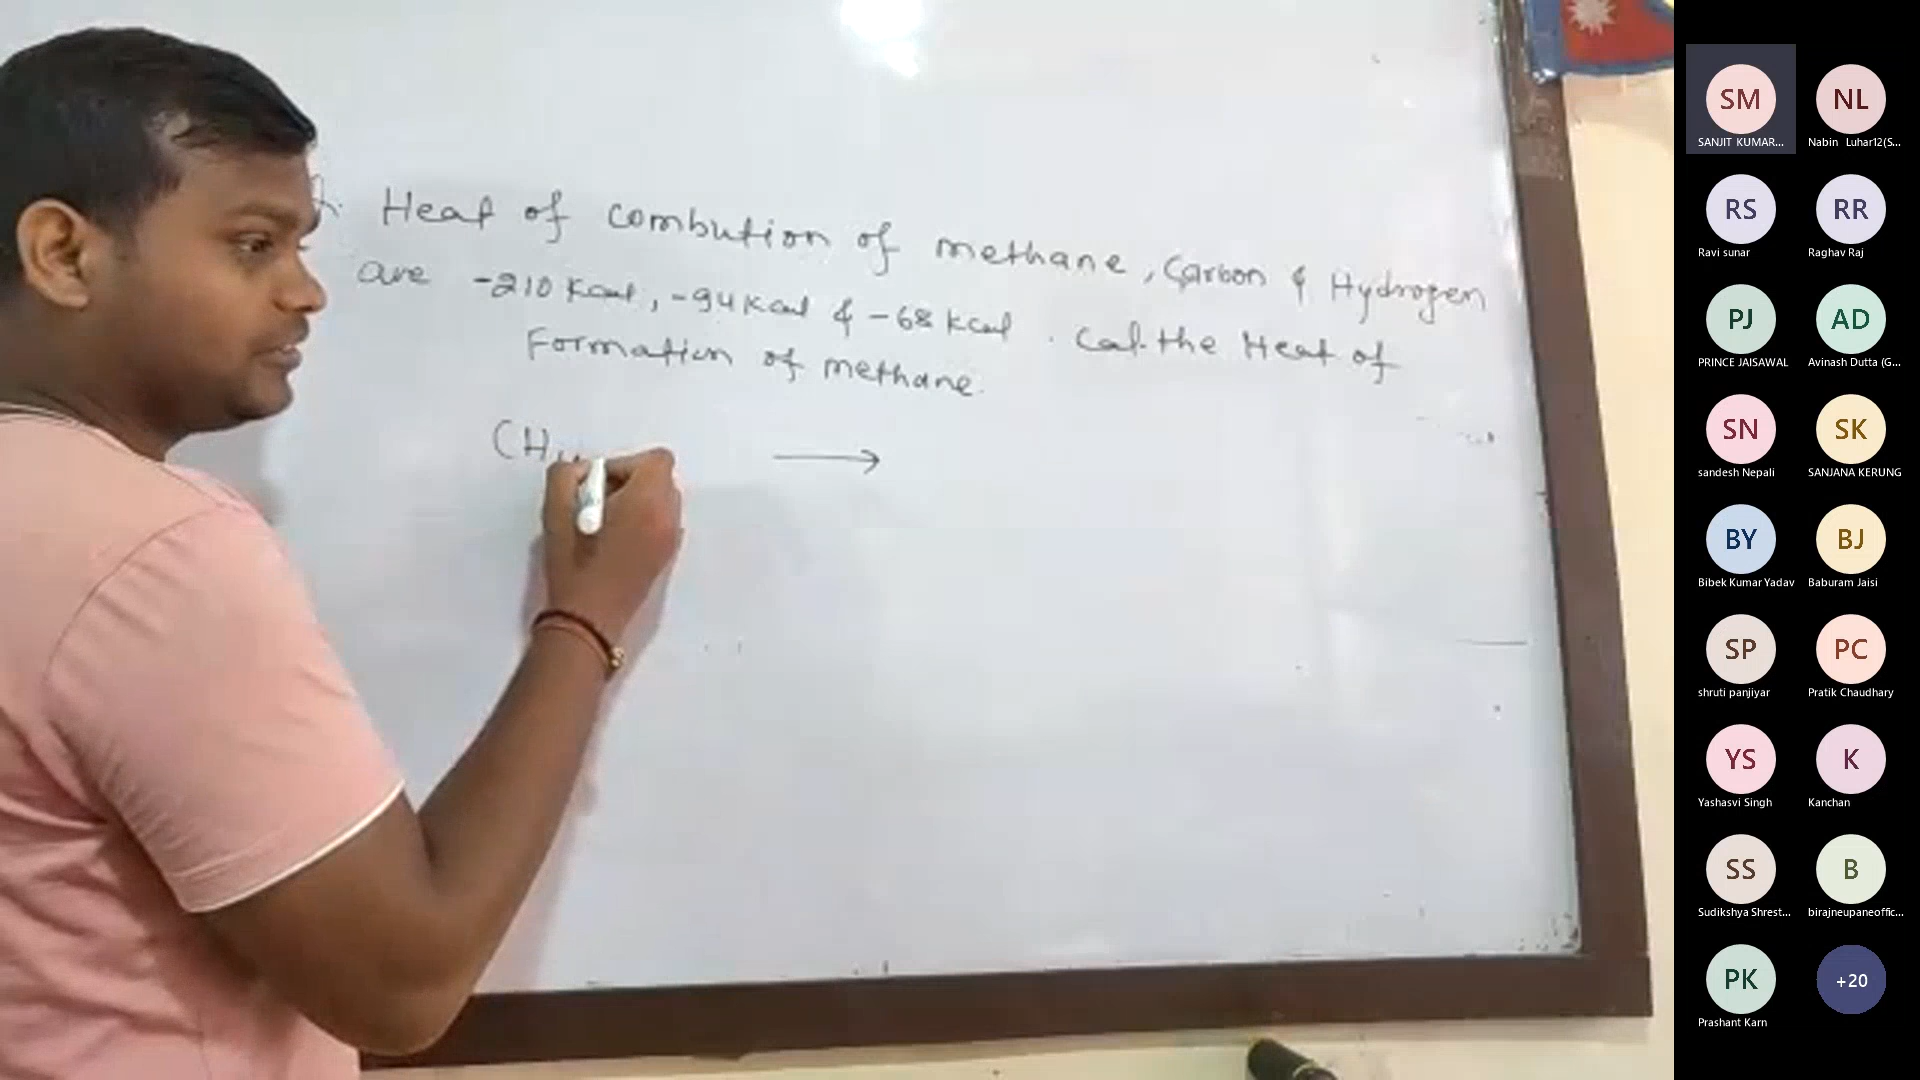 Heat of Combution of methane, Carbon & Hydrogen
are -210 Kcal, -94 Kcal & -68 Kcal. Cal. the Heat of
Formation of methane.
CH4 →
SM
SANJIT KUMAR...
NL
Nabin Luhar12(S...
RS
Ravi sunar
RR
Raghav Raj
PJ
PRINCE JAISAWAL
AD
Avinash Dutta (G...
SN
sandesh Nepali
SK
SANJANA KERUNG
BY
Bibek Kumar Yadav
BJ
Baburam Jaisi
SP
shruti panjiyar
PC
Pratik Chaudhary
YS
Yashasvi Singh
K
Kanchan
SS
Sudikshya Shrest...
B
birajneupaneoffic...
PK
Prashant Karn
+20